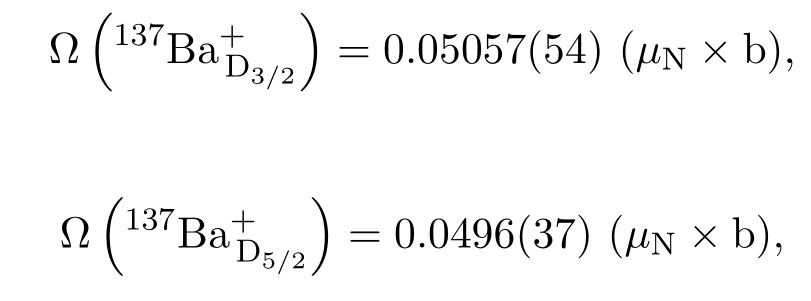 Ω (¹³⁷Ba⁺_{D_{3/2}}) = 0.05057(54) (μ_N × b),
Ω (¹³⁷Ba⁺_{D_{5/2}}) = 0.0496(37) (μ_N × b),